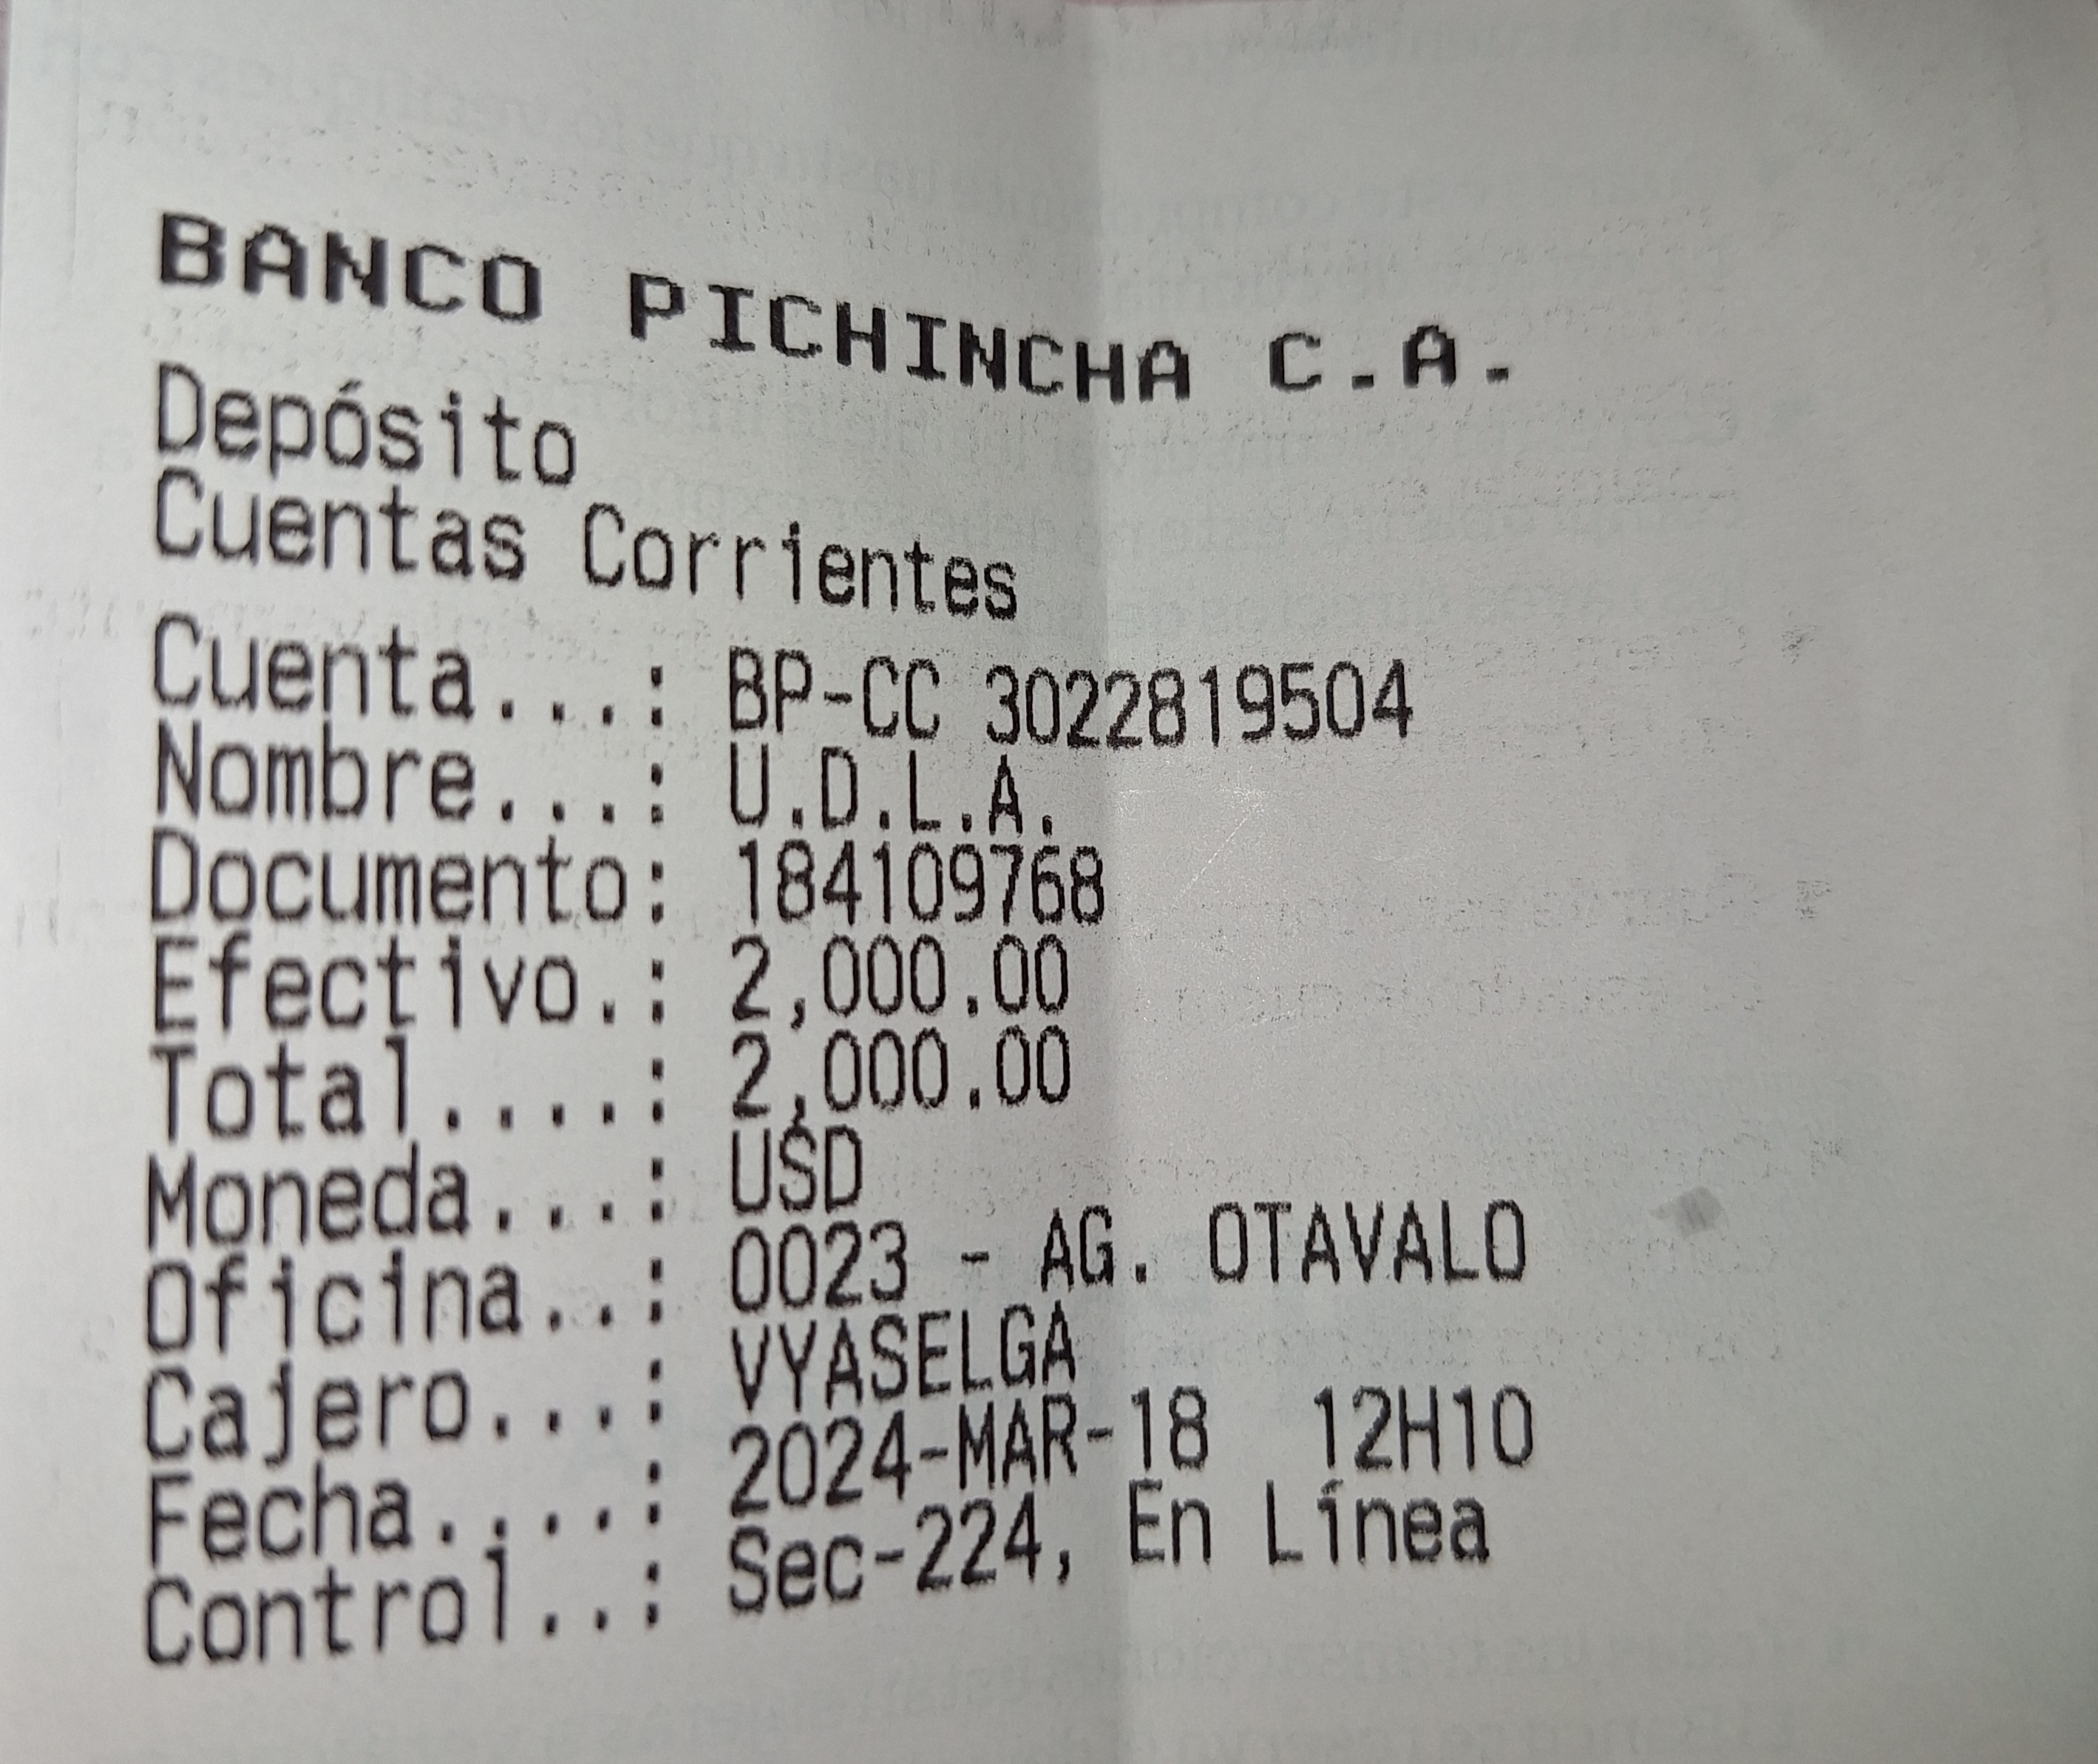 BANCO PICHINCHA C.A.
Depósito
Cuentas Corrientes
Cuenta...: BP-CC 3022819504
Nombre...: U.D.L.A.
Documento: 184109768
Efectivo.: 2,000.00
Total....: 2,000.00
Moneda...: USD
Oficina..: 0023 - AG. OTAVALO
Cajero...: VYASELGA
Fecha....: 2024-MAR-18 12H10
Control..: Sec-224, En Línea